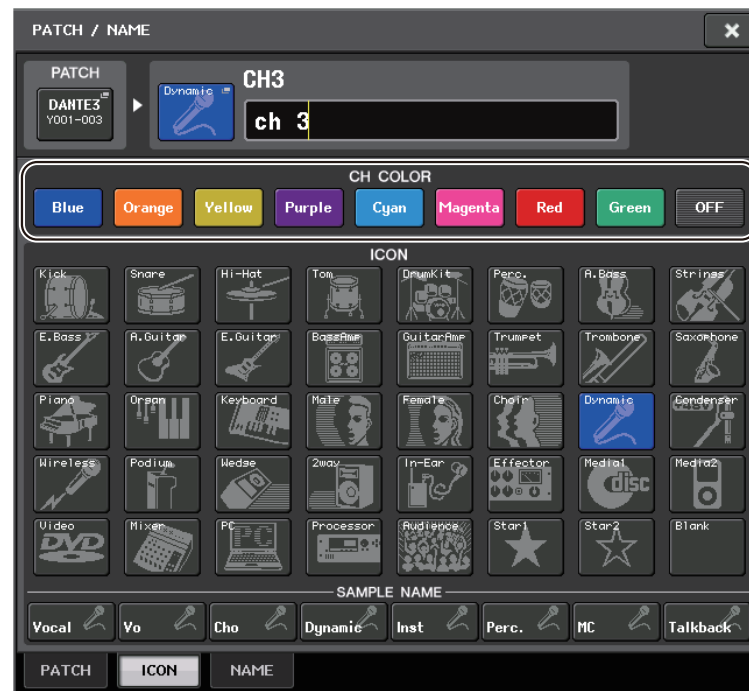 PATCH / NAME
PATCH
DANTE3
Y001-003
Dynamic
CH3
ch 3
CH COLOR
Blue Orange Yellow Purple Cyan Magenta Red Green OFF
ICON
Kick Snare Hi-Hat Tom DrumKit Perc. A.Bass Strings
E.Bass A.Guitar E.Guitar BassAmp GuitarAmp Trumpet Trombone Saxophone
Piano Organ Keyboard Male Female Choir Dynamic Condenser
Wireless Podium Wedge 2way In-Ear Effector Media1 Media2
disc
Video Mixer PC Processor Audience Star1 Star2 Blank
DVD PC
SAMPLE NAME
Vocal Vo Cho Dynamic Inst Perc. MC Talkback
PATCH ICON NAME